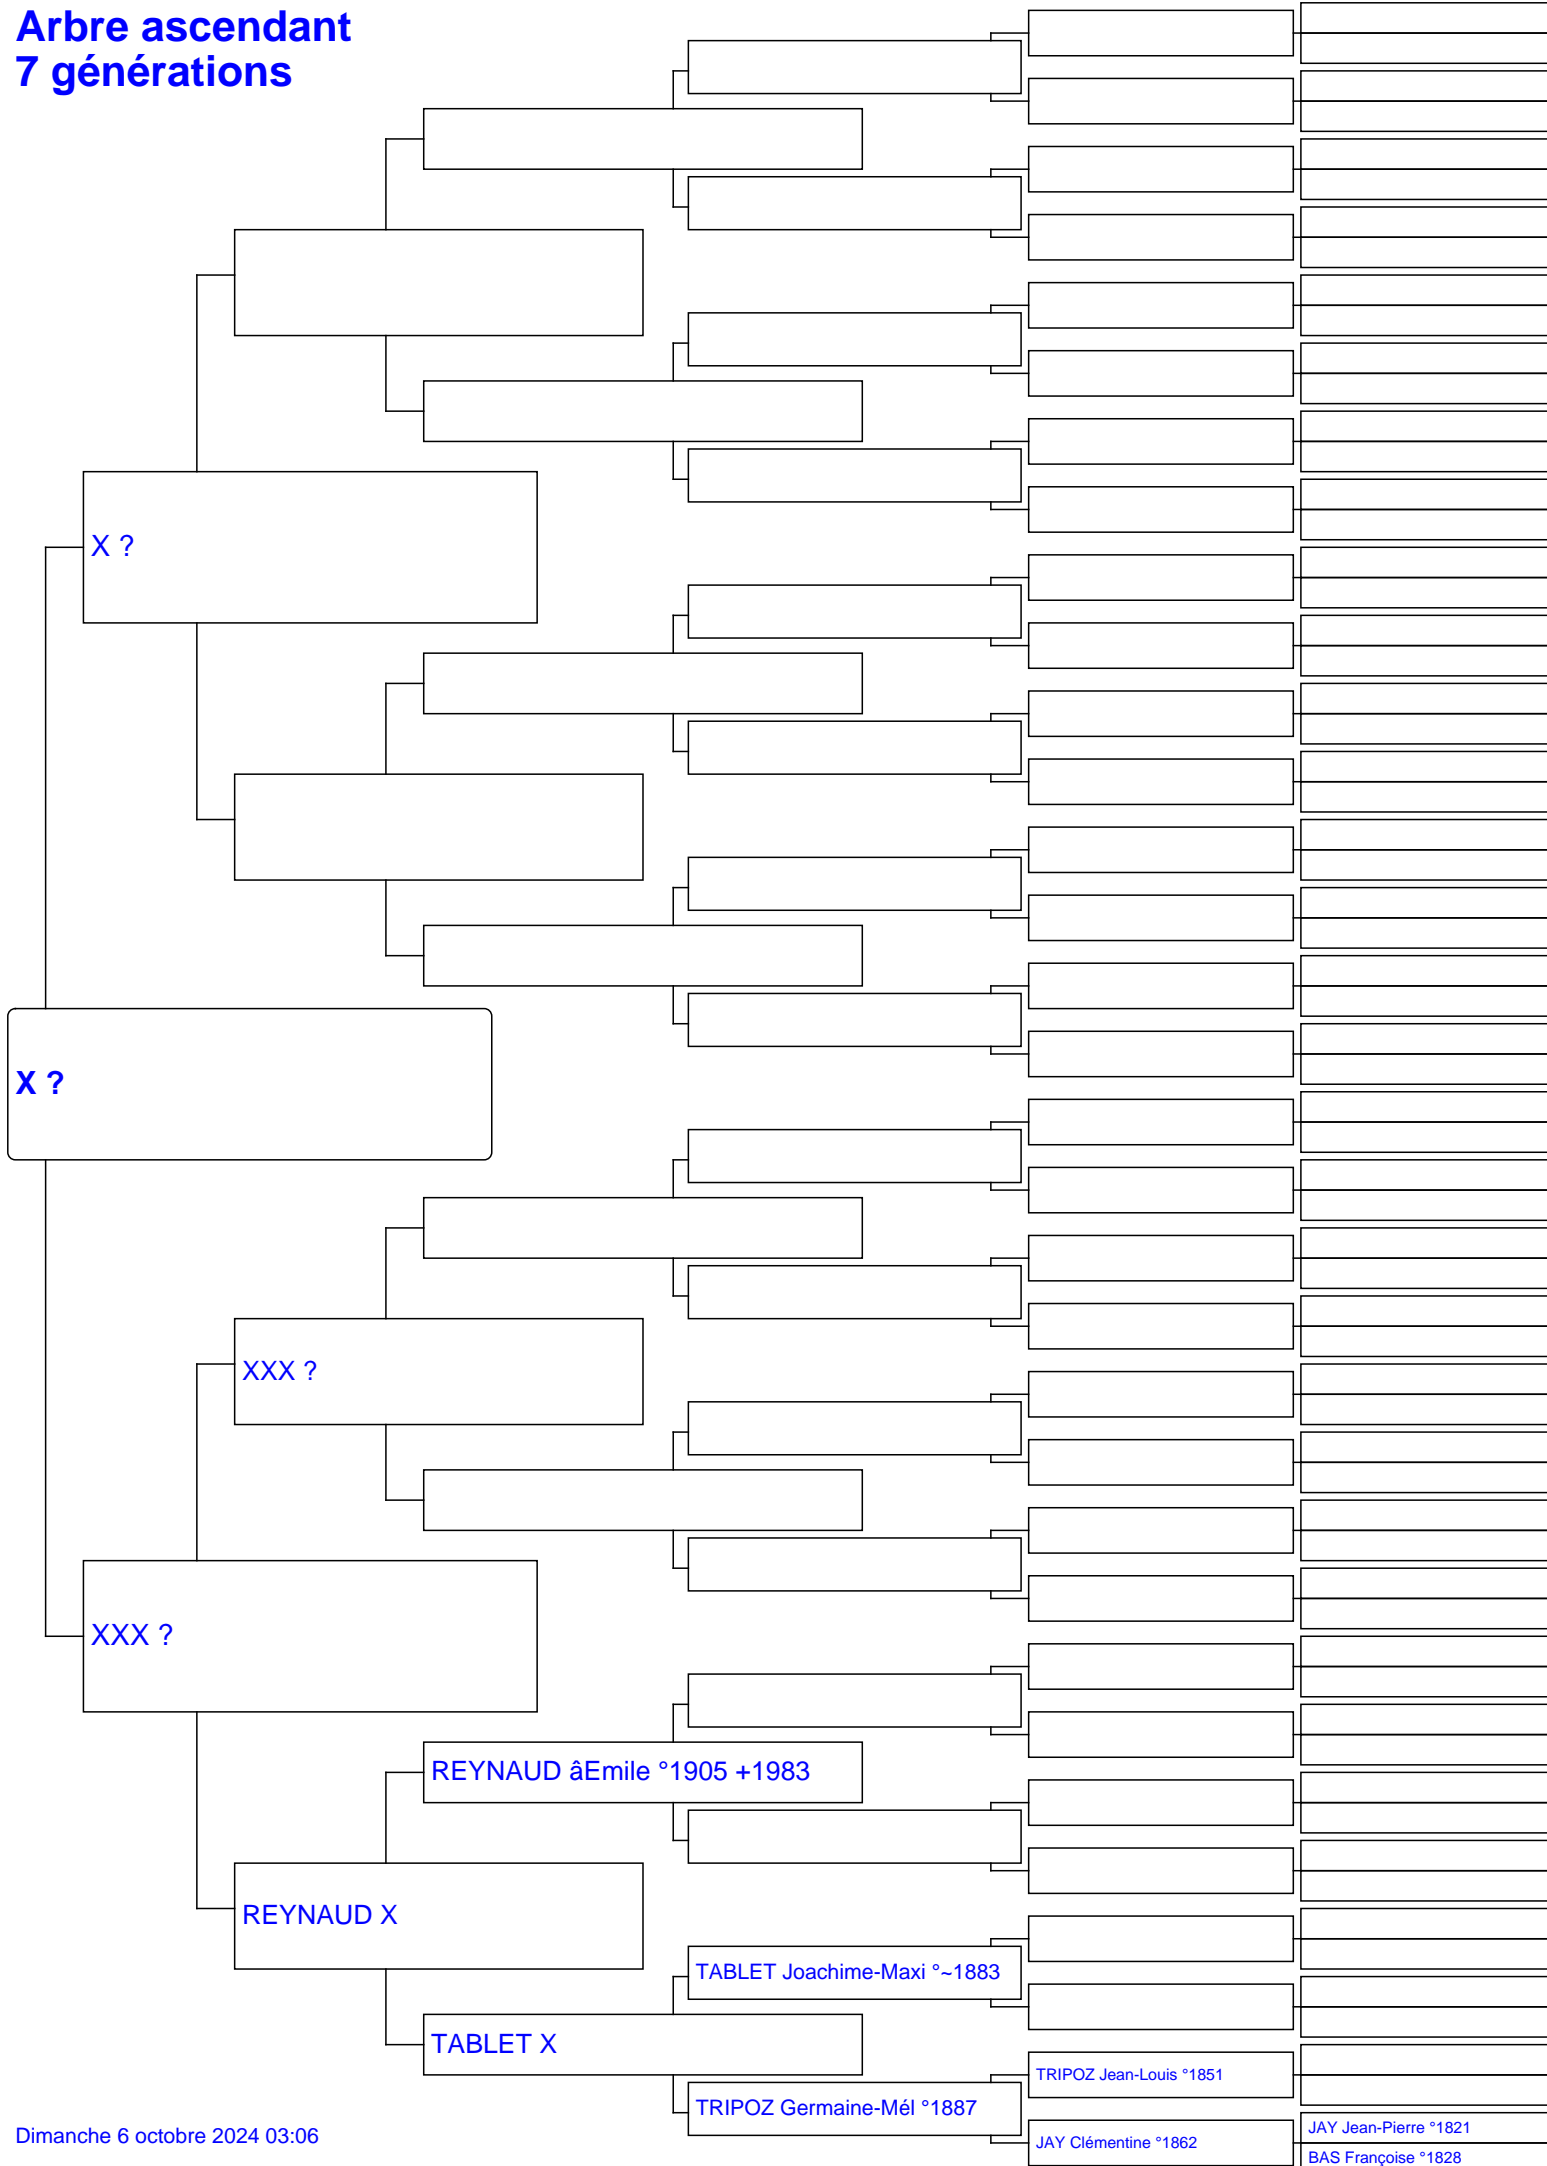 Arbre ascendant
7 générations
X ?
X ?
XXX ?
XXX ?
REYNAUD âEmile °1905 +1983
REYNAUD X
TABLET Joachime-Maxi °~1883
TABLET X
TRIPOZ Jean-Louis °1851
TRIPOZ Germaine-Mél °1887
JAY Jean-Pierre °1821
JAY Clémentine °1862
BAS Françoise °1828
Dimanche 6 octobre 2024 03:06